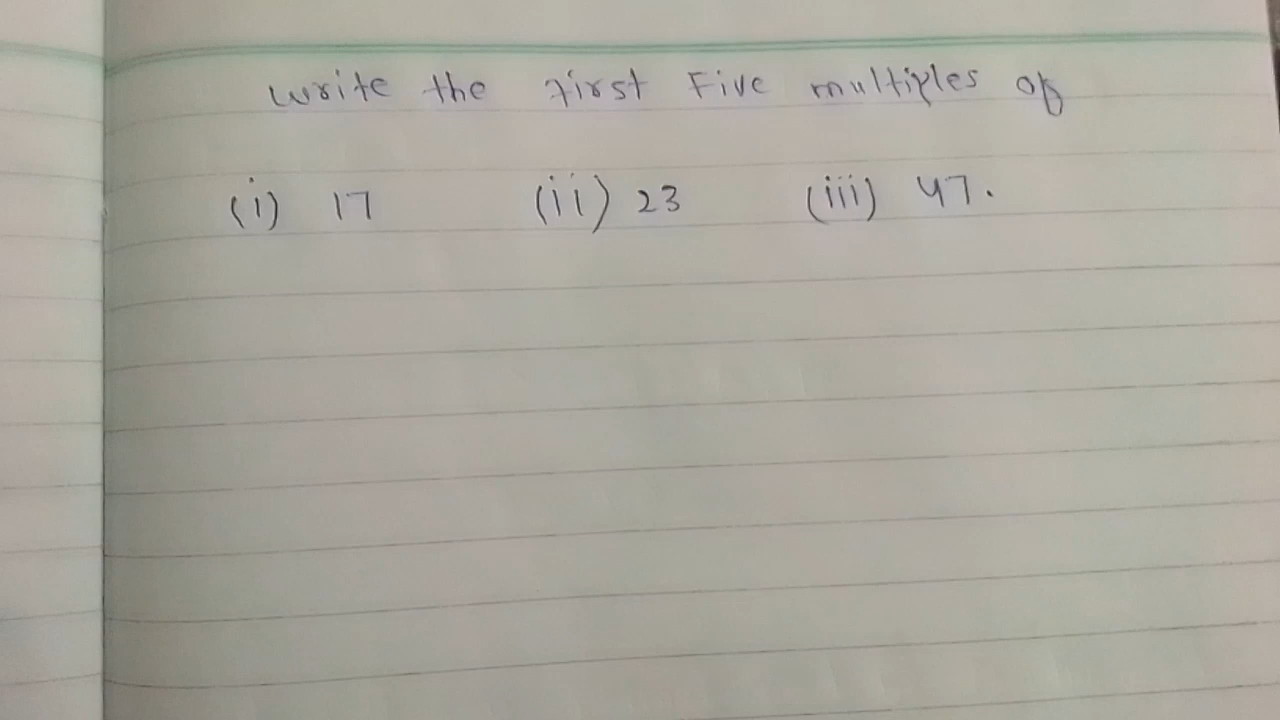 write the first Five multiples of
(i) 17 (ii) 23 (iii) 47.